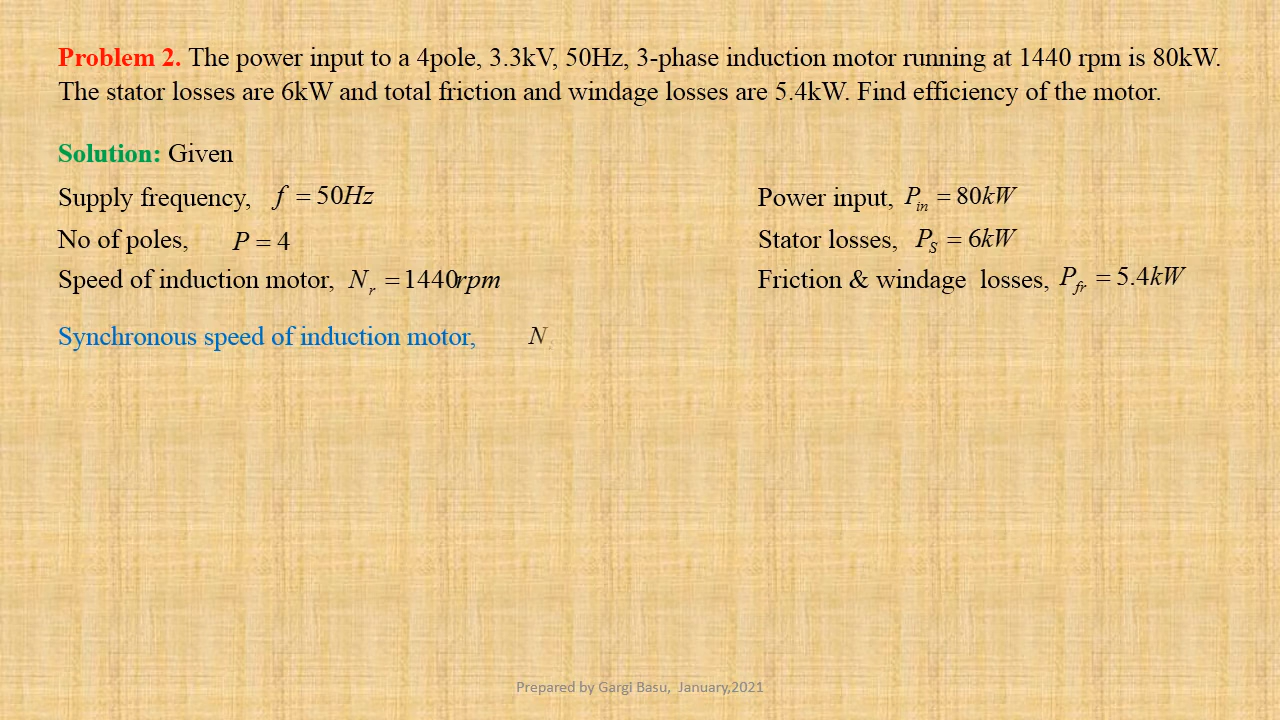 Problem 2. The power input to a 4pole, 3.3kV, 50Hz, 3-phase induction motor running at 1440 rpm is 80kW.
The stator losses are 6kW and total friction and windage losses are 5.4kW. Find efficiency of the motor.
Solution: Given
Supply frequency, f = 50Hz
No of poles, P = 4
Speed of induction motor, N_r = 1440rpm
Power input, P_in = 80kW
Stator losses, P_S = 6kW
Friction & windage losses, P_fr = 5.4kW
Synchronous speed of induction motor, N
Prepared by Gargi Basu, January,2021